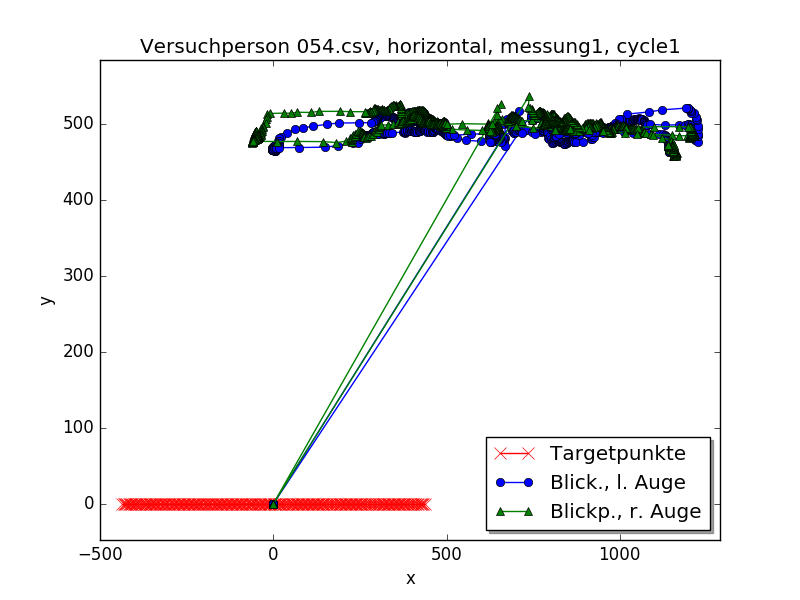 Versuchperson 054.csv, horizontal, messung1, cycle1
y
500
400
300
200
100
0
−500
0
500
1000
x
Targetpunkte
Blick., l. Auge
Blickp., r. Auge